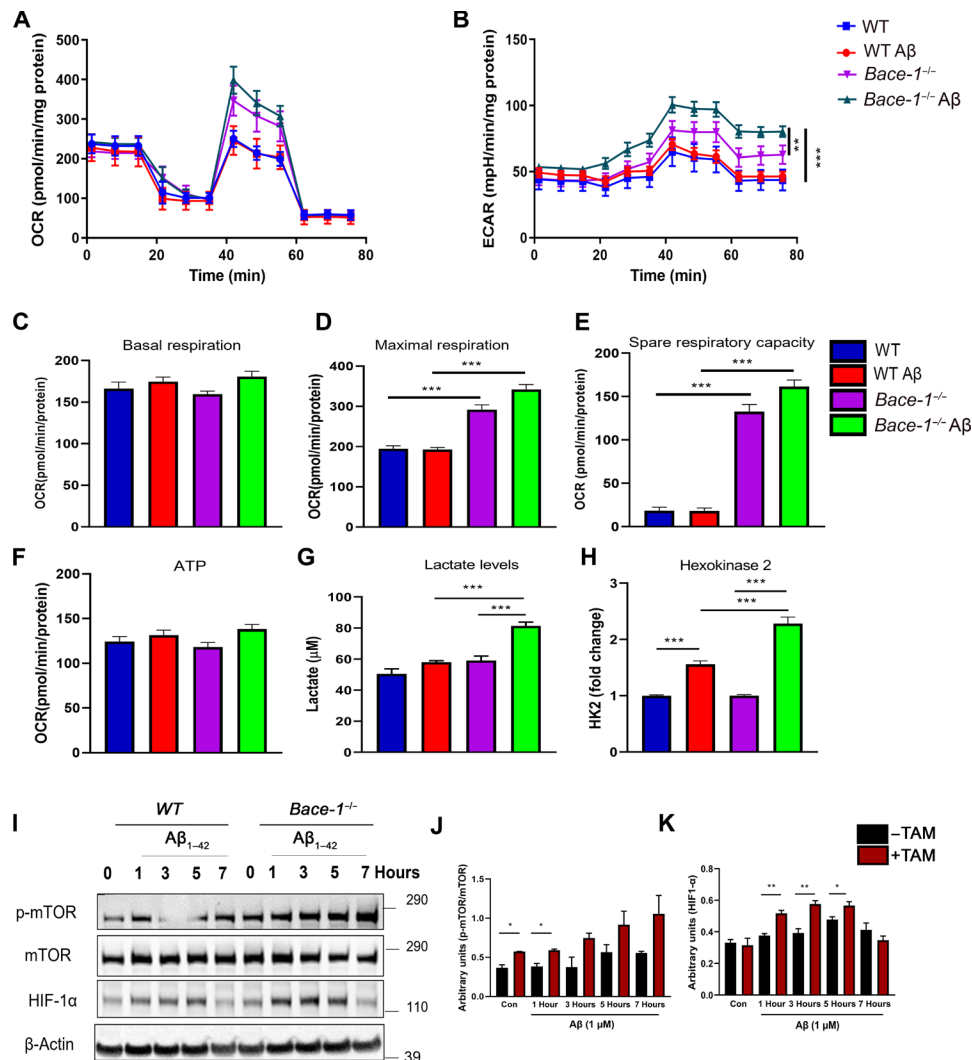 A
OCR (pmol/min/mg protein)
500
400
300
200
100
0
0 20 40 60 80
Time (min)
B
ECAR (mpH/min/mg protein)
150
100
50
0
0 20 40 60 80
Time (min)
**
***
WT
WT Aβ
Bace-1⁻/⁻
Bace-1⁻/⁻ Aβ
C
Basal respiration
OCR(pmol/min/protein)
200
150
100
50
0
D
Maximal respiration
OCR(pmol/min/protein)
400
300
200
100
0
***
***
E
Spare respiratory capacity
OCR (pmol/min/protein)
200
150
100
50
0
***
***
WT
WT Aβ
Bace-1⁻/⁻
Bace-1⁻/⁻ Aβ
F
ATP
OCR(pmol/min/protein)
200
150
100
50
0
G
Lactate levels
Lactate (μM)
100
80
60
40
20
0
***
***
H
Hexokinase 2
HK2 (fold change)
3
2
1
0
***
***
***
I
WT Bace-1⁻/⁻
Aβ₁₋₄₂ Aβ₁₋₄₂
0 1 3 5 7 0 1 3 5 7 Hours
p-mTOR
290
mTOR
290
HIF-1α
110
β-Actin
39
J
Arbitrary units (p-mTOR/mTOR)
1.5
1.0
0.5
0.0
* *
Con 1 Hour 3 Hours 5 Hours 7 Hours
Aβ (1 μM)
K
–TAM
+TAM
Arbitrary units (HIF1-α)
0.8
0.6
0.4
0.2
0.0
** ** *
Con 1 Hour 3 Hours 5 Hours 7 Hours
Aβ (1 μM)